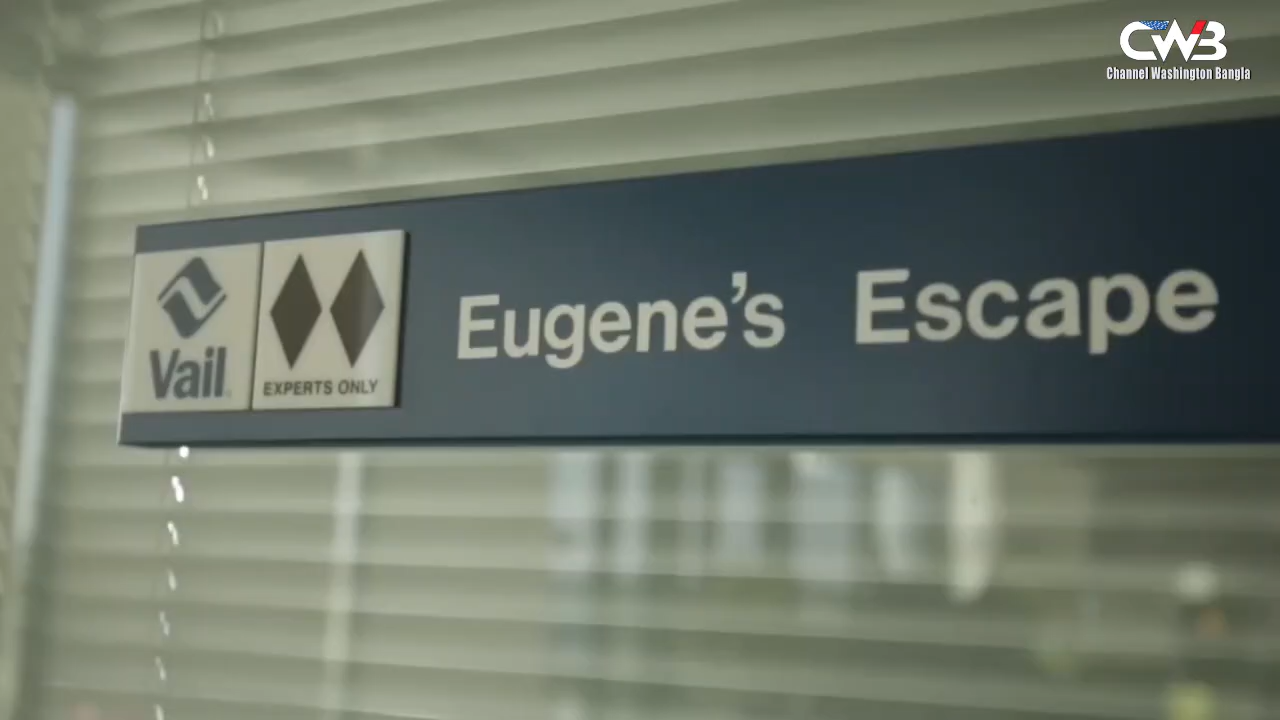 CWB
Channel Washington Bangla
Eugene's Escape
Vail
EXPERTS ONLY